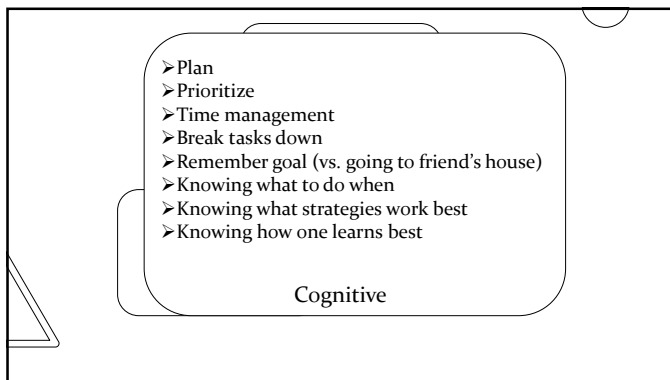 ➢Plan
➢Prioritize
➢Time management
➢Break tasks down
➢Remember goal (vs. going to friend's house)
➢Knowing what to do when
➢Knowing what strategies work best
➢Knowing how one learns best
Cognitive